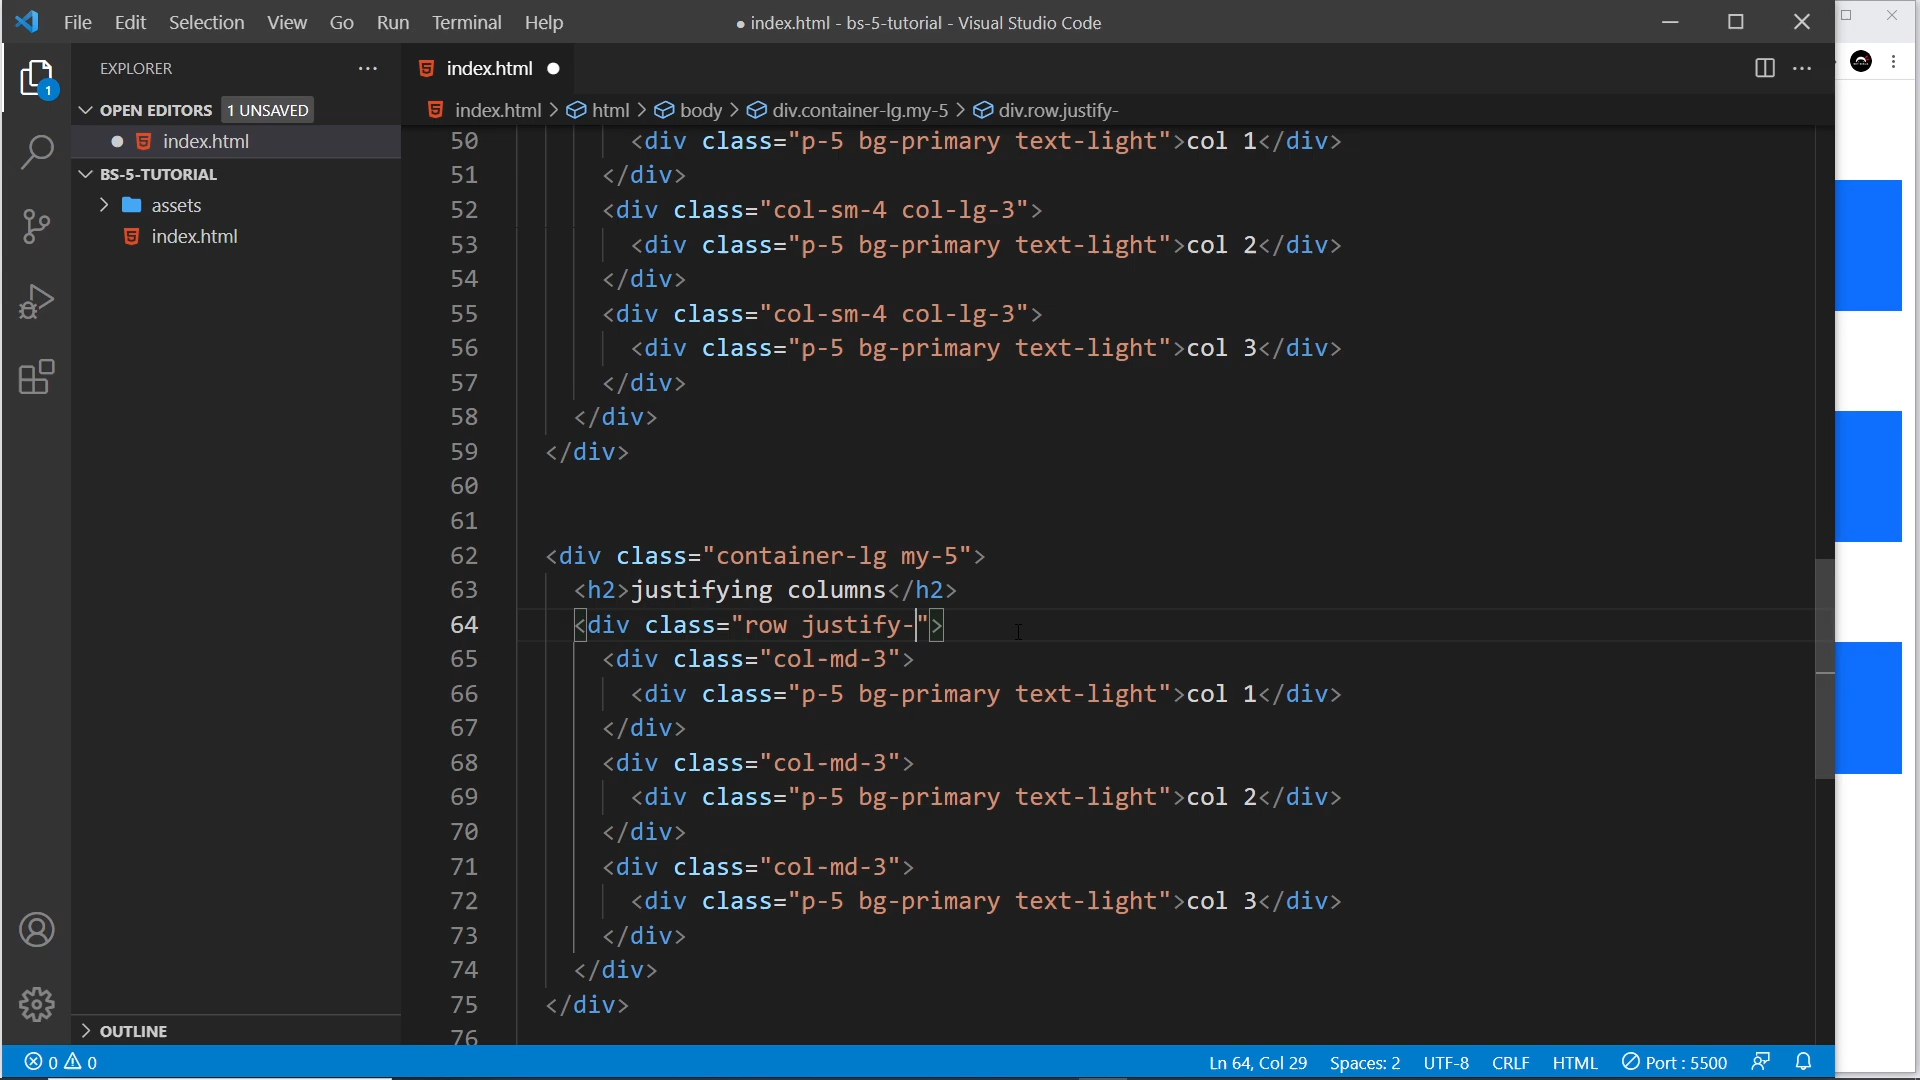 File Edit Selection View Go Run Terminal Help
● index.html - bs-5-tutorial - Visual Studio Code
EXPLORER
OPEN EDITORS 1 UNSAVED
index.html
BS-5-TUTORIAL
assets
index.html
OUTLINE
1
index.html
index.html > html > body > div.container-lg.my-5 > div.row.justify-
50 <div class="p-5 bg-primary text-light">col 1</div>
51 </div>
52 <div class="col-sm-4 col-lg-3">
53 <div class="p-5 bg-primary text-light">col 2</div>
54 </div>
55 <div class="col-sm-4 col-lg-3">
56 <div class="p-5 bg-primary text-light">col 3</div>
57 </div>
58 </div>
59 </div>
60
61
62 <div class="container-lg my-5">
63 <h2>justifying columns</h2>
64 <div class="row justify-">
65 <div class="col-md-3">
66 <div class="p-5 bg-primary text-light">col 1</div>
67 </div>
68 <div class="col-md-3">
69 <div class="p-5 bg-primary text-light">col 2</div>
70 </div>
71 <div class="col-md-3">
72 <div class="p-5 bg-primary text-light">col 3</div>
73 </div>
74 </div>
75 </div>
76
0 0 Ln 64, Col 29 Spaces: 2 UTF-8 CRLF HTML Port : 5500